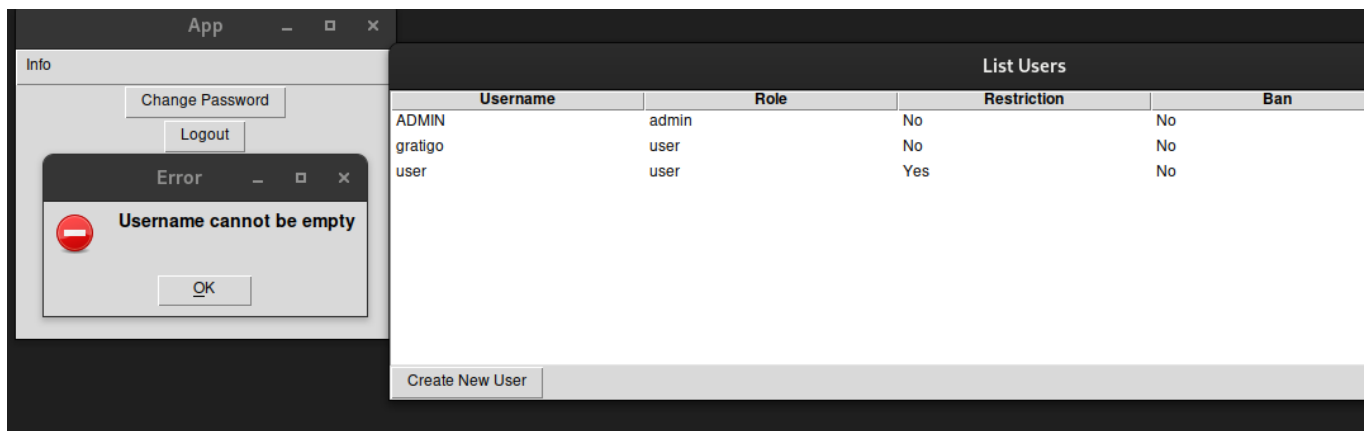 App
Info
Change Password
Logout
Error
Username cannot be empty
OK
List Users
Username Role Restriction Ban
ADMIN admin No No
gratigo user No No
user user Yes No
Create New User